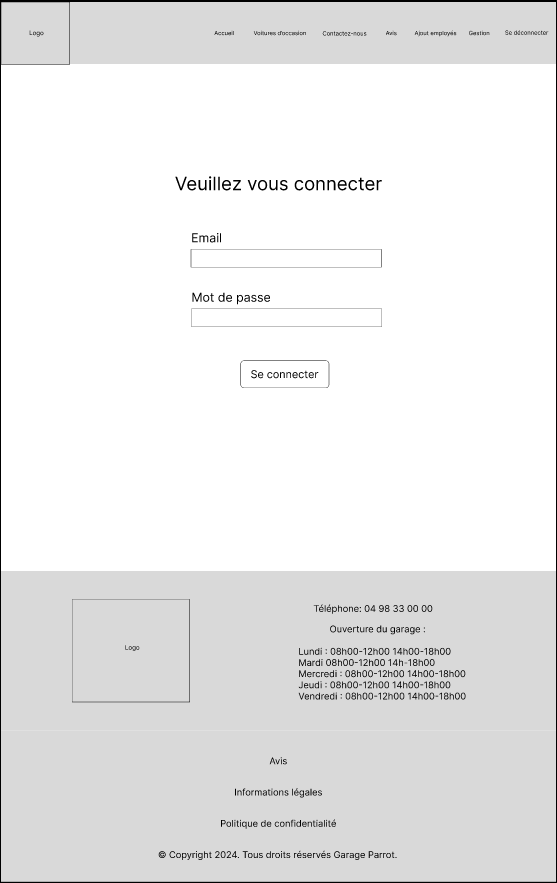 Logo
Accueil
Voitures d'occasion
Contactez-nous
Avis
Ajout employés
Gestion
Se déconnecter
Veuillez vous connecter
Email
Mot de passe
Se connecter
Logo
Téléphone: 04 98 33 00 00
Ouverture du garage :
Lundi : 08h00-12h00 14h00-18h00
Mardi 08h00-12h00 14h-18h00
Mercredi : 08h00-12h00 14h00-18h00
Jeudi : 08h00-12h00 14h00-18h00
Vendredi : 08h00-12h00 14h00-18h00
Avis
Informations légales
Politique de confidentialité
© Copyright 2024. Tous droits réservés Garage Parrot.